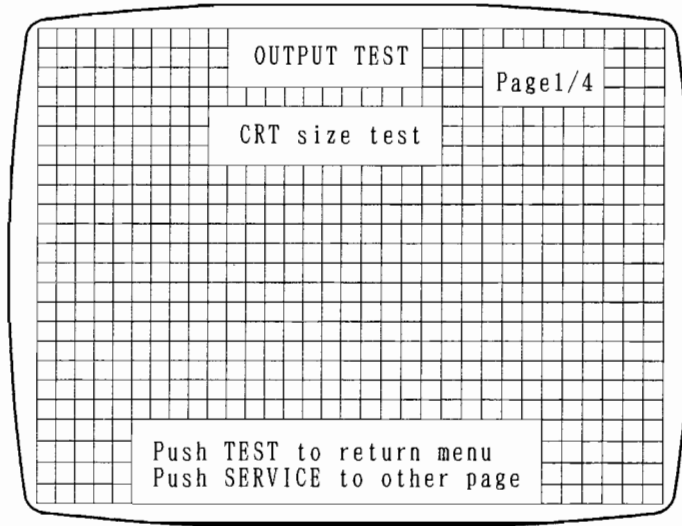 OUTPUT TEST
Page1/4
CRT size test
Push TEST to return menu
Push SERVICE to other page